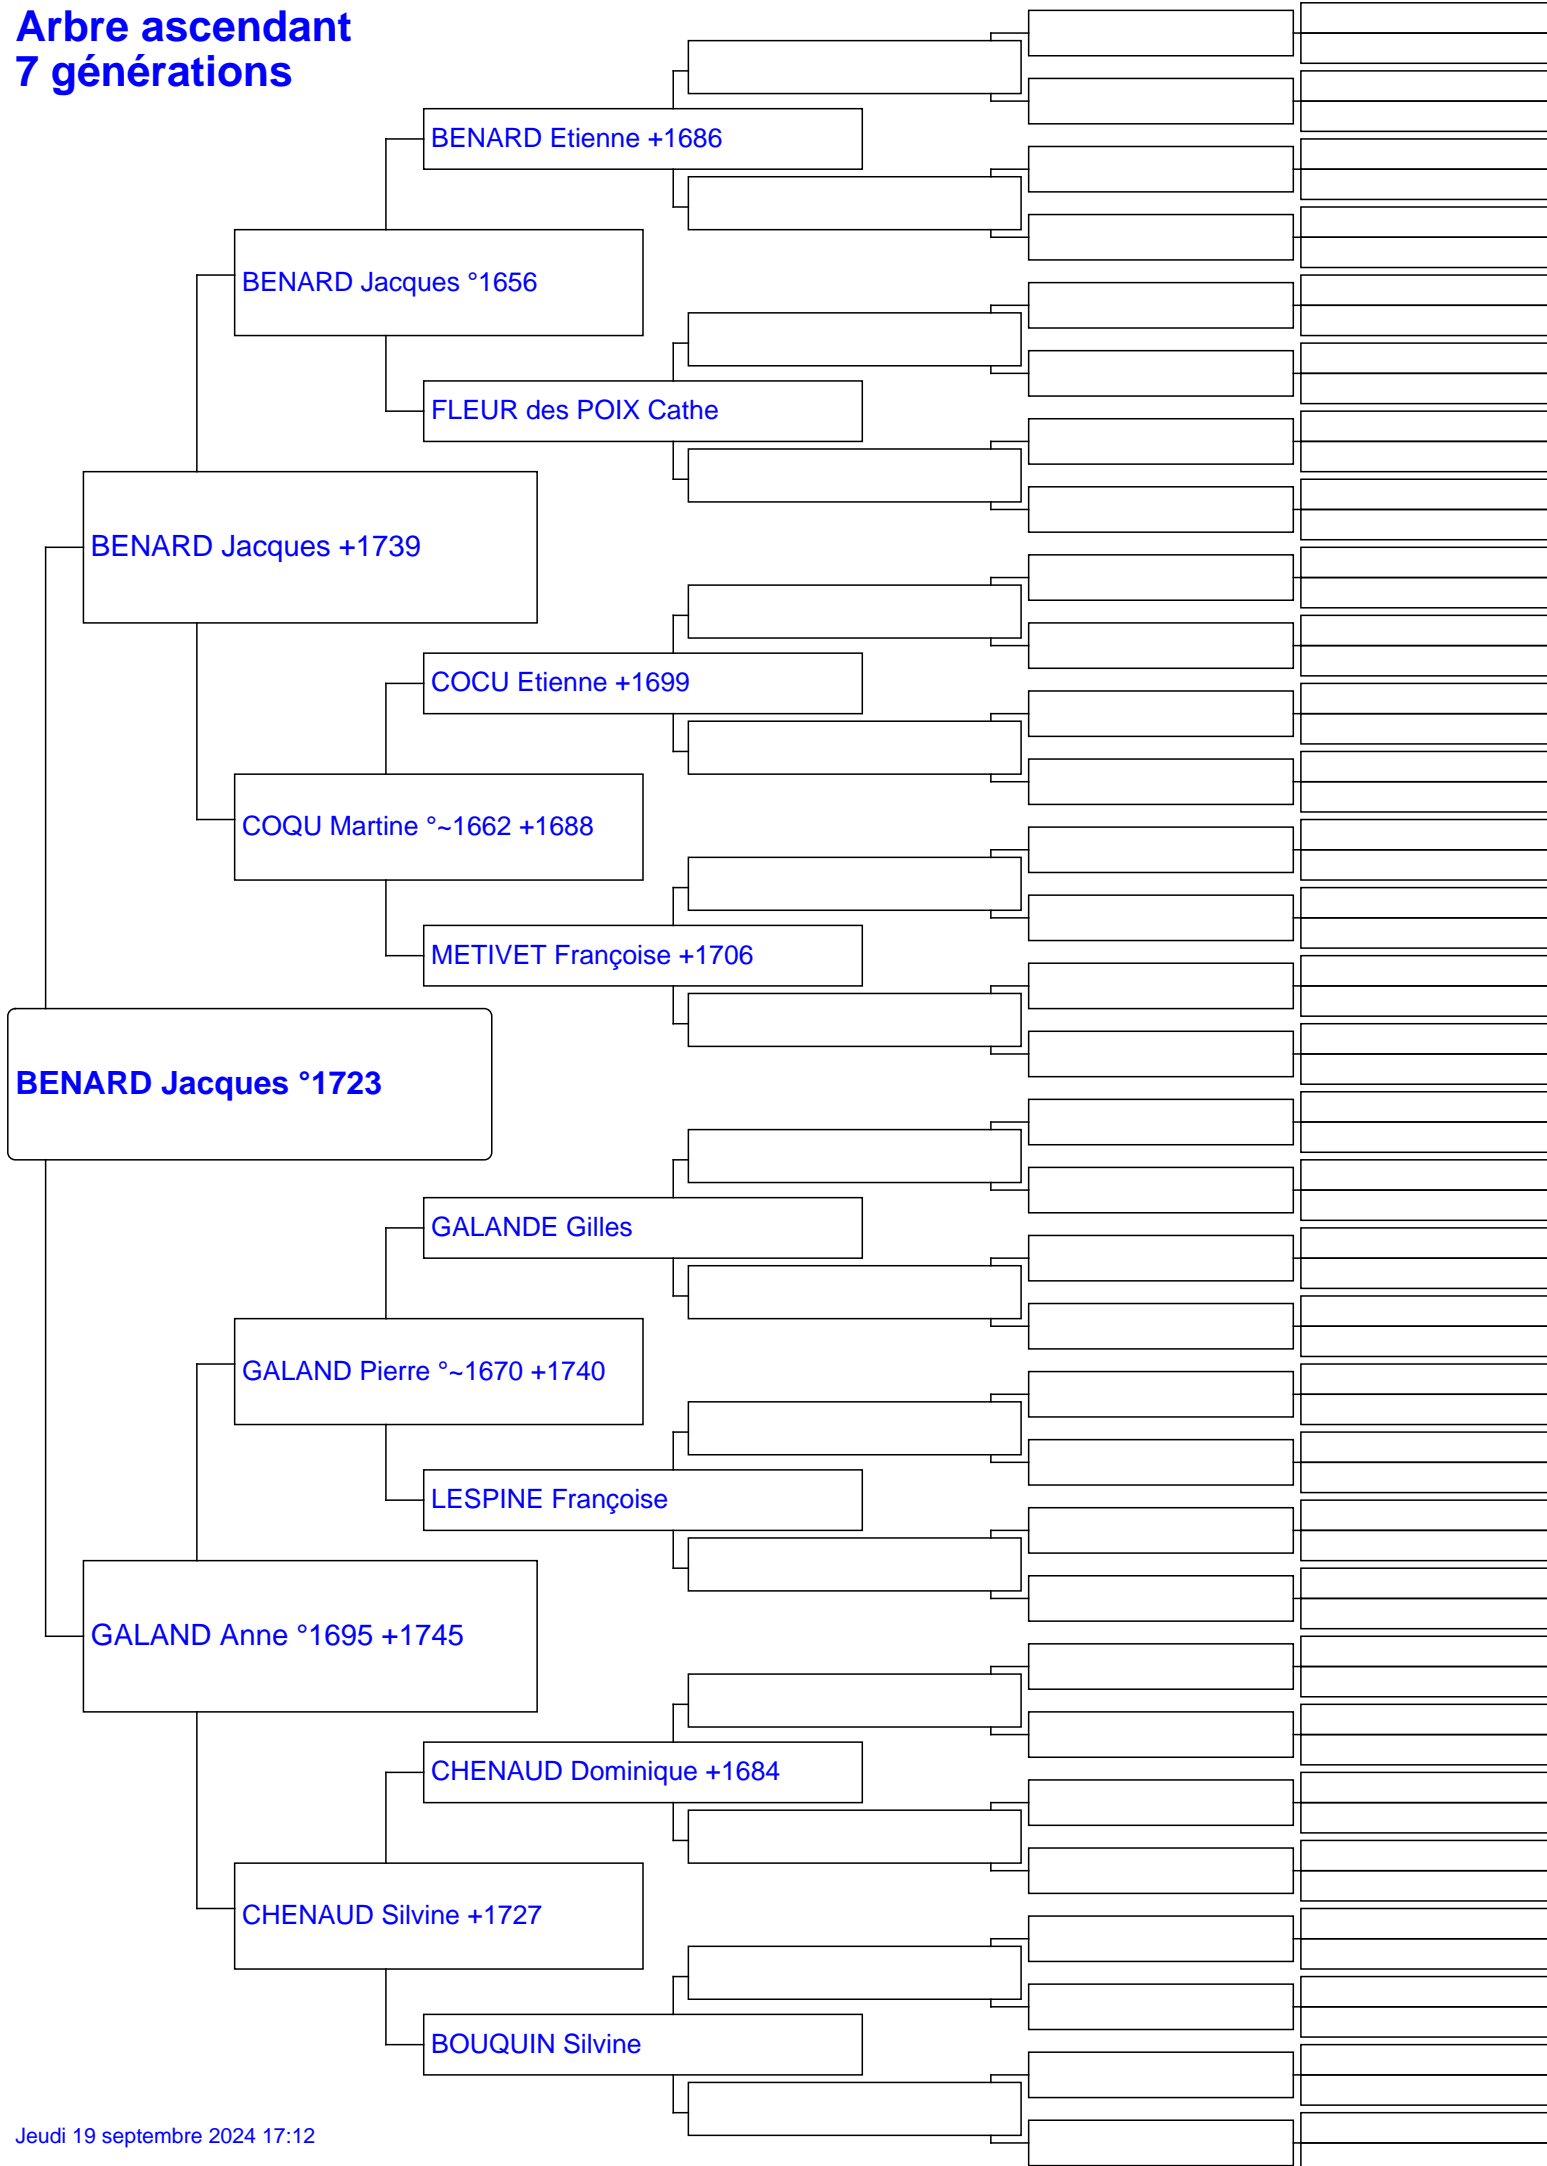 Arbre ascendant
7 générations
BENARD Etienne +1686
BENARD Jacques °1656
FLEUR des POIX Cathe
BENARD Jacques +1739
COCU Etienne +1699
COQU Martine °~1662 +1688
METIVET Françoise +1706
BENARD Jacques °1723
GALANDE Gilles
GALAND Pierre °~1670 +1740
LESPINE Françoise
GALAND Anne °1695 +1745
CHENAUD Dominique +1684
CHENAUD Silvine +1727
BOUQUIN Silvine
Jeudi 19 septembre 2024 17:12